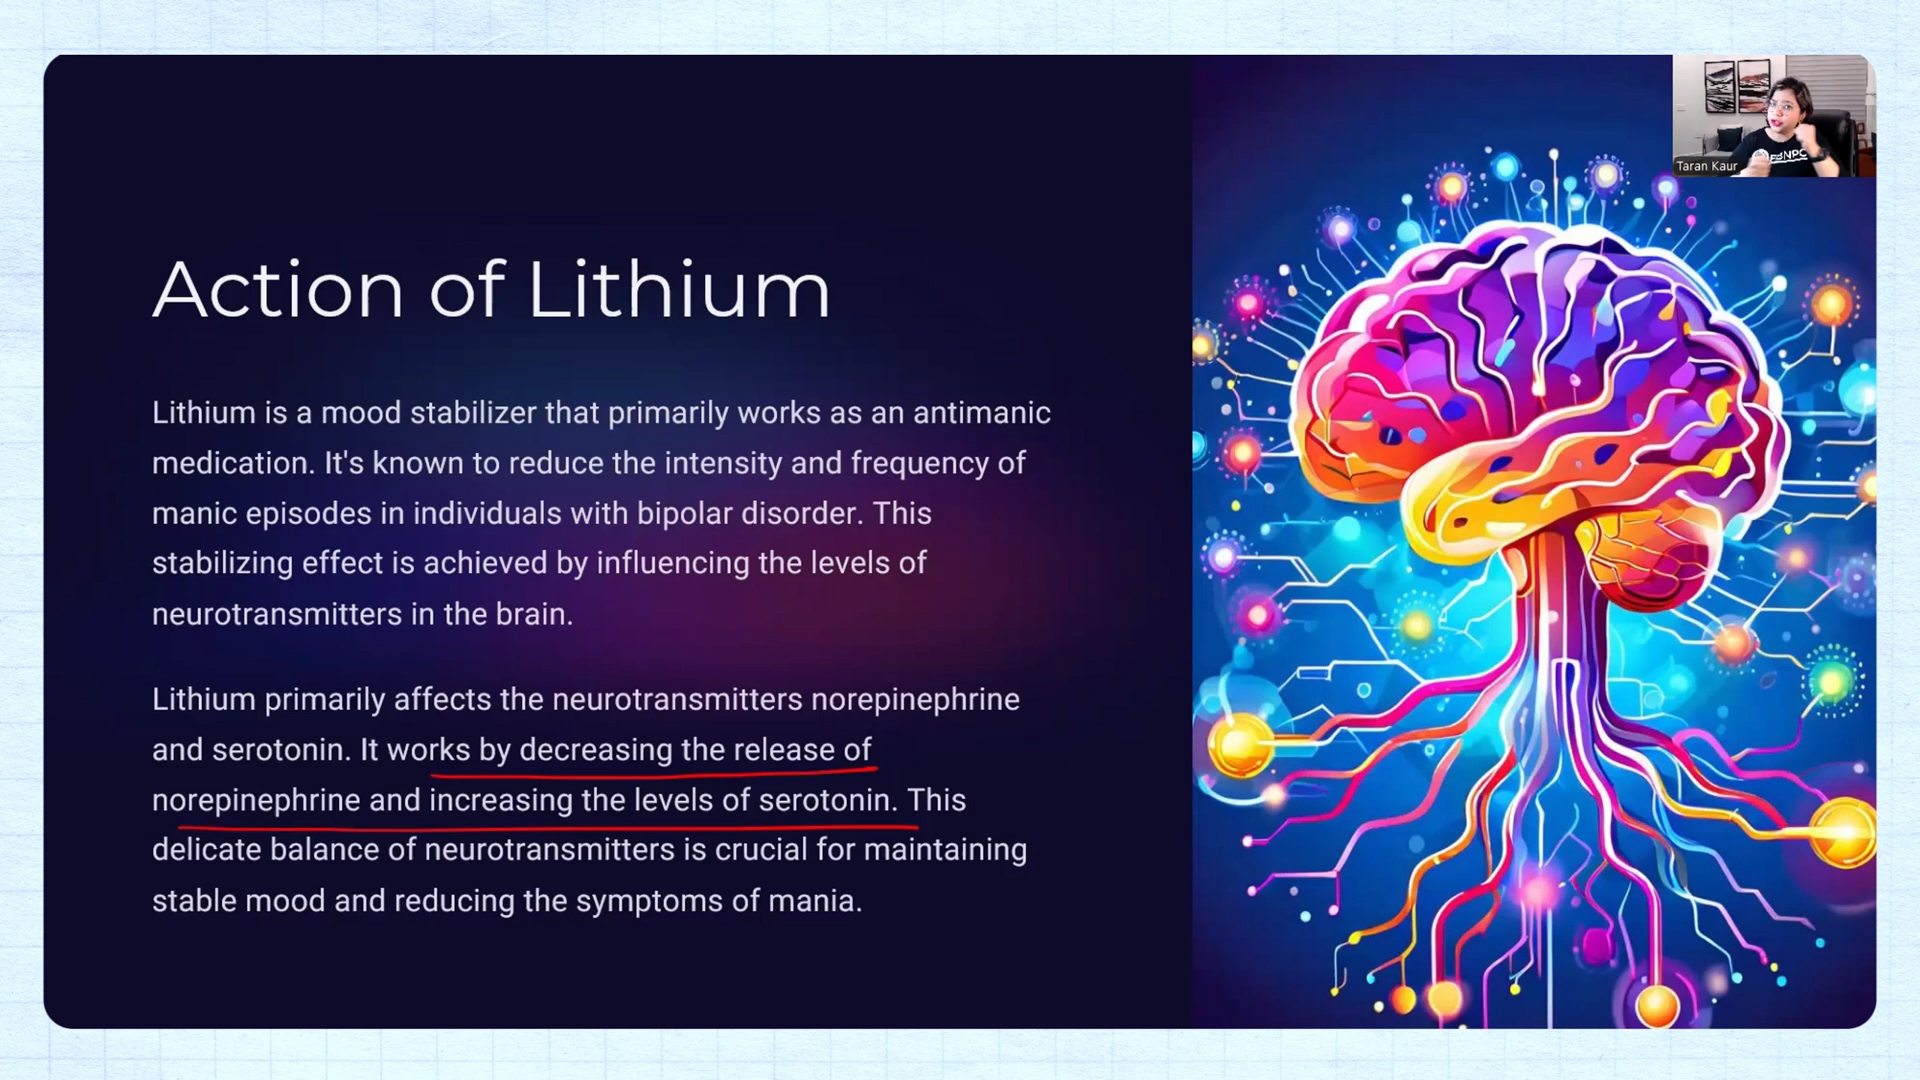 Action of Lithium
Lithium is a mood stabilizer that primarily works as an antimanic
medication. It's known to reduce the intensity and frequency of
manic episodes in individuals with bipolar disorder. This
stabilizing effect is achieved by influencing the levels of
neurotransmitters in the brain.
Lithium primarily affects the neurotransmitters norepinephrine
and serotonin. It works by decreasing the release of
norepinephrine and increasing the levels of serotonin. This
delicate balance of neurotransmitters is crucial for maintaining
stable mood and reducing the symptoms of mania.
Taran Kaur